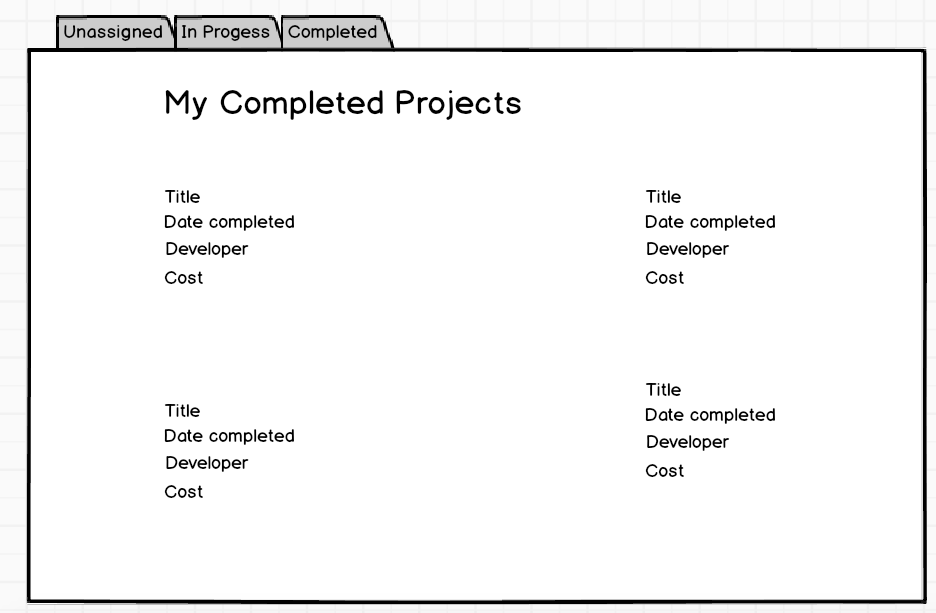 Unassigned In Progess Completed
My Completed Projects
Title
Date completed
Developer
Cost
Title
Date completed
Developer
Cost
Title
Date completed
Developer
Cost
Title
Date completed
Developer
Cost